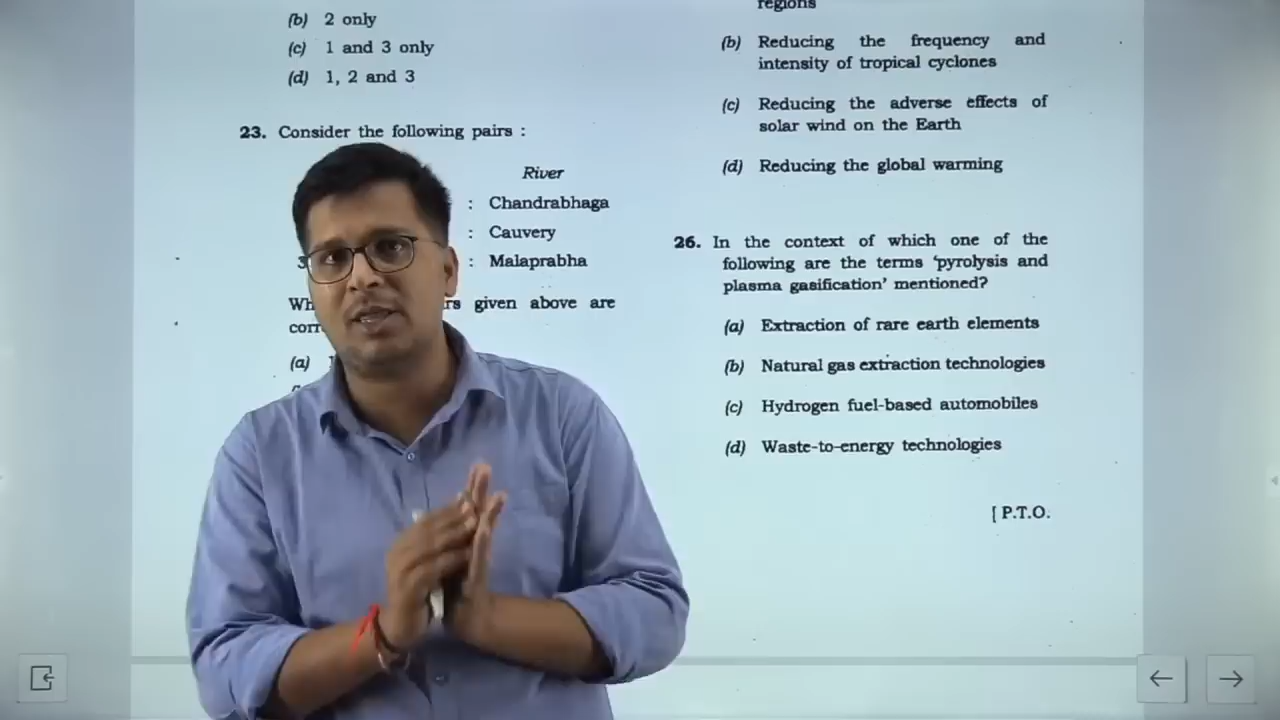 (b) 2 only
(c) 1 and 3 only
(d) 1, 2 and 3
23. Consider the following pairs :
River
: Chandrabhaga
: Cauvery
3 : Malaprabha
given above are
(a)
regions
(b) Reducing the frequency and
intensity of tropical cyclones
(c) Reducing the adverse effects of
solar wind on the Earth
(d) Reducing the global warming
26. In the context of which one of the
following are the terms ‘pyrolysis and
plasma gasification’ mentioned?
(a) Extraction of rare earth elements
(b) Natural gas extraction technologies
(c) Hydrogen fuel-based automobiles
(d) Waste-to-energy technologies
[ P.T.O.